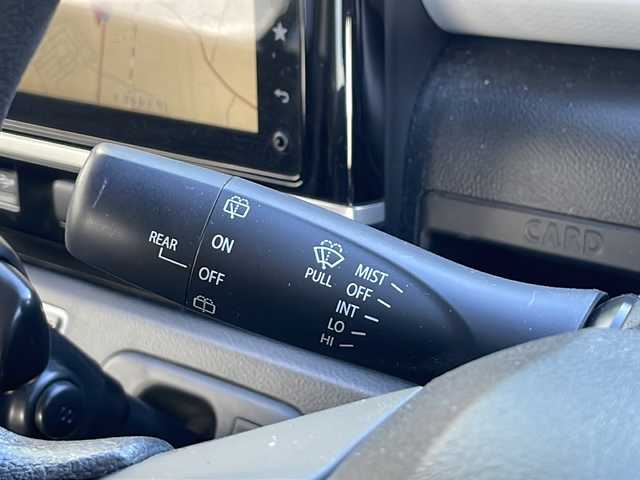 REAR
ON
OFF
PULL
MIST
OFF
INT
LO
HI
CARD